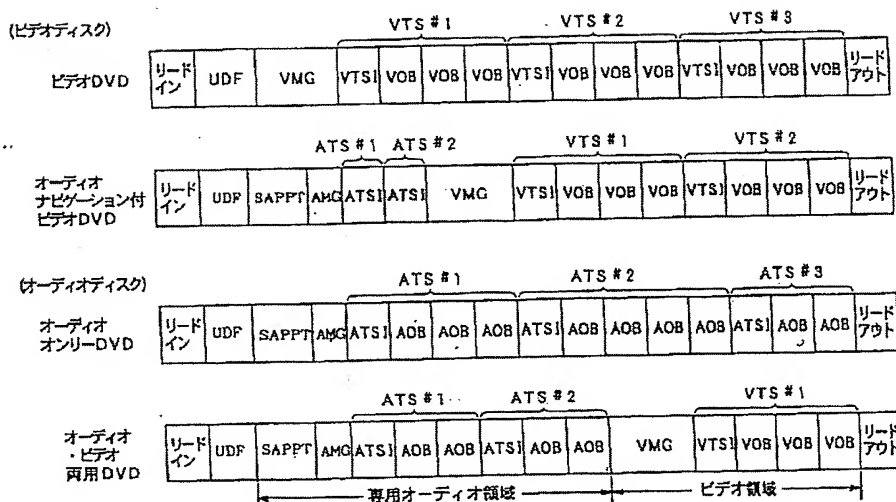 (ビデオディスク)
VTS #1 VTS #2 VTS #3
ビデオDVD
リードイン UDF VMG VTSI VOB VOB VOB VTSI VOB VOB VOB VTSI VOB VOB VOB リードアウト
ATS #1 ATS #2 VTS #1 VTS #2
オーディオ
ナビゲーション付
ビデオDVD
リードイン UDF SAPPT AMG ATSI ATSI VMG VTSI VOB VOB VOB VTSI VOB VOB VOB リードアウト
(オーディオディスク)
ATS #1 ATS #2 ATS #3
オーディオ
オンリーDVD
リードイン UDF SAPPT AMG ATSI AOB AOB AOB ATSI AOB AOB AOB AOB ATSI AOB AOB リードアウト
ATS #1 ATS #2 VTS #1
オーディオ
・ビデオ
両用DVD
リードイン UDF SAPPT AMG ATSI AOB AOB ATSI AOB AOB VMG VTSI VOB VOB VOB リードアウト
専用オーディオ領域 ビデオ領域